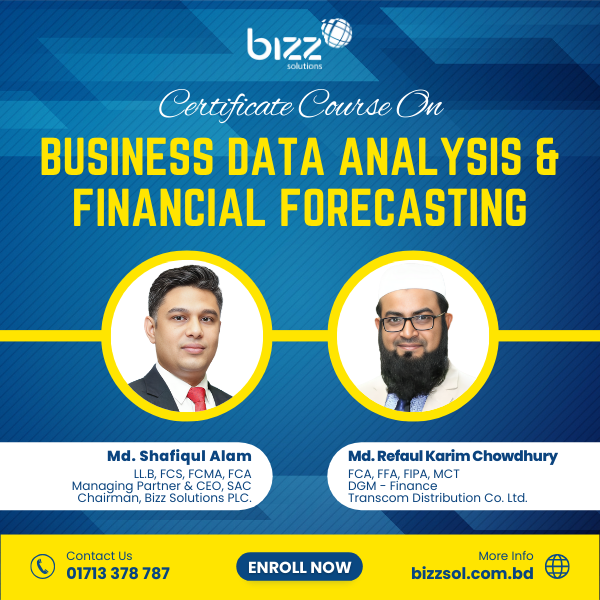 bizz
solutions
Certificate Course On
BUSINESS DATA ANALYSIS &
FINANCIAL FORECASTING
Md. Shafiqul Alam
LL.B, FCS, FCMA, FCA
Managing Partner & CEO, SAC
Chairman, Bizz Solutions PLC.
Md. Refaul Karim Chowdhury
FCA, FFA, FIPA, MCT
DGM - Finance
Transcom Distribution Co. Ltd.
Contact Us
01713 378 787
ENROLL NOW
More Info
bizzsol.com.bd